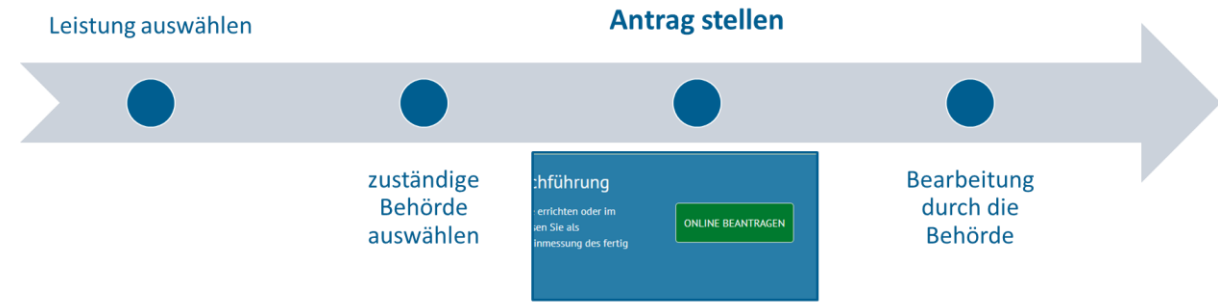 Leistung auswählen
Antrag stellen
zuständige
Behörde
auswählen
chführung
errichten oder im
sen Sie als
inmessung des fertig
ONLINE BEANTRAGEN
Bearbeitung
durch die
Behörde